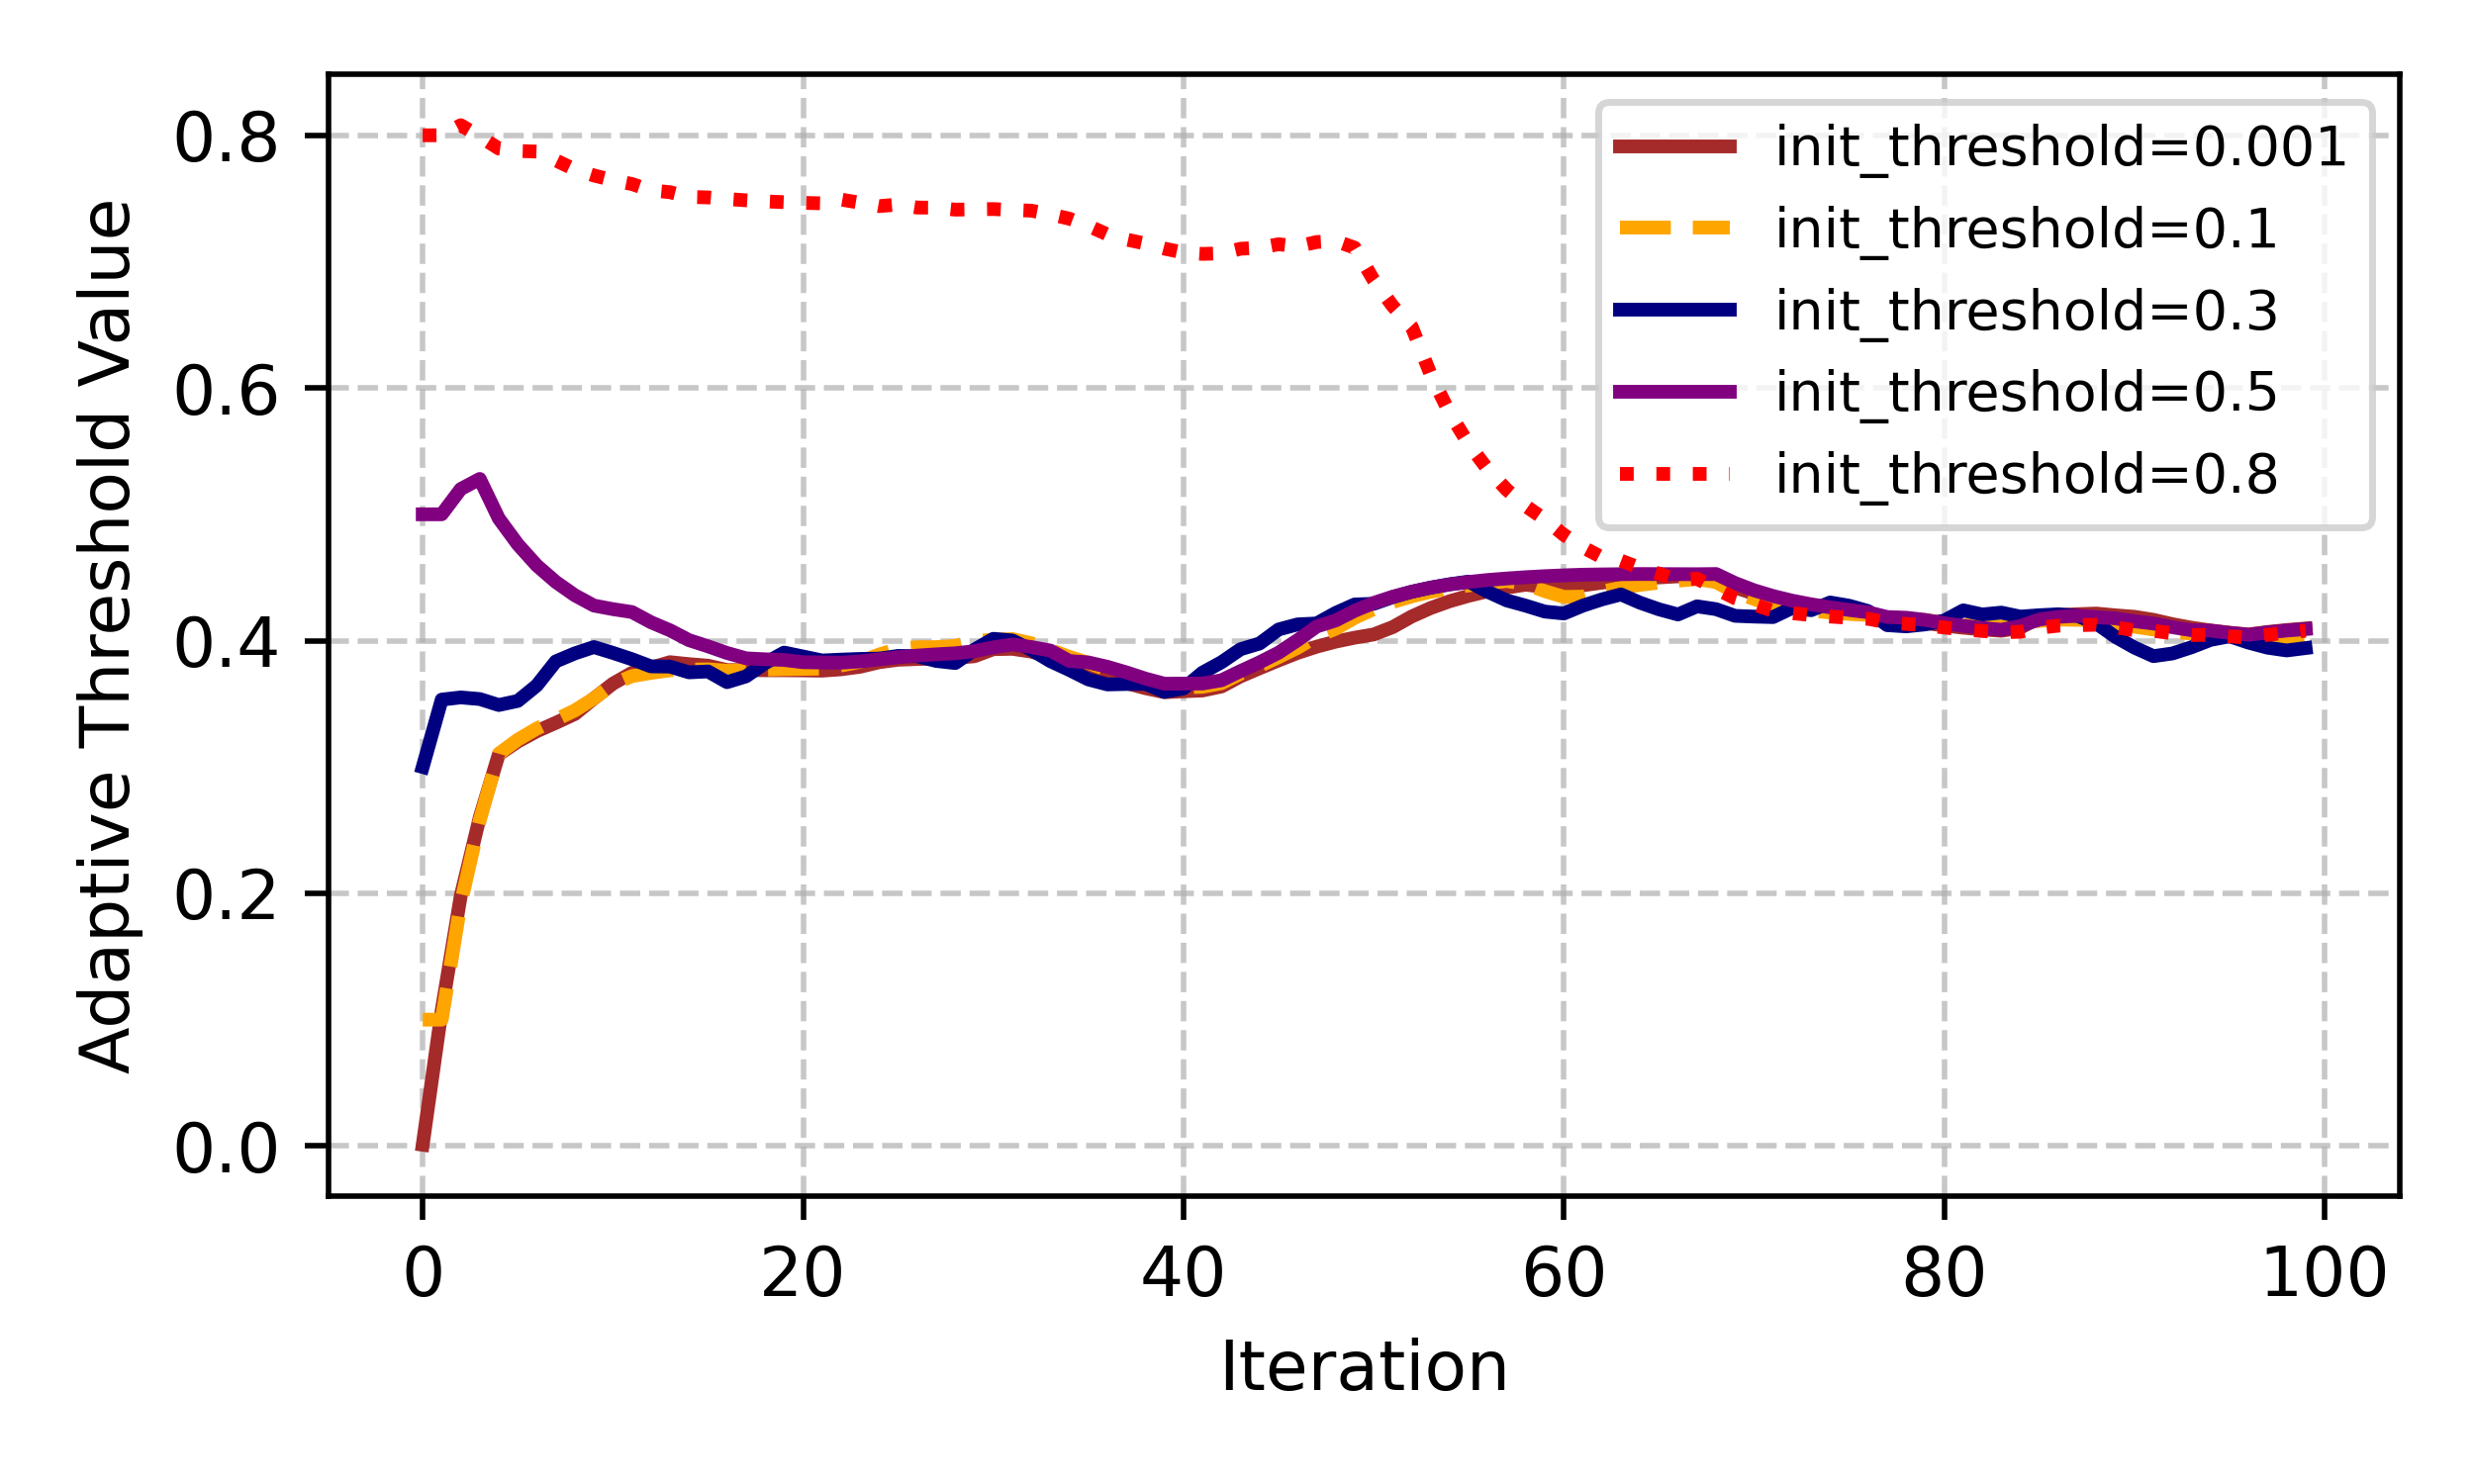 Adaptive Threshold Value
0.8
0.6
0.4
0.2
0.0
init_threshold=0.001
init_threshold=0.1
init_threshold=0.3
init_threshold=0.5
init_threshold=0.8
0 20 40 60 80 100
Iteration